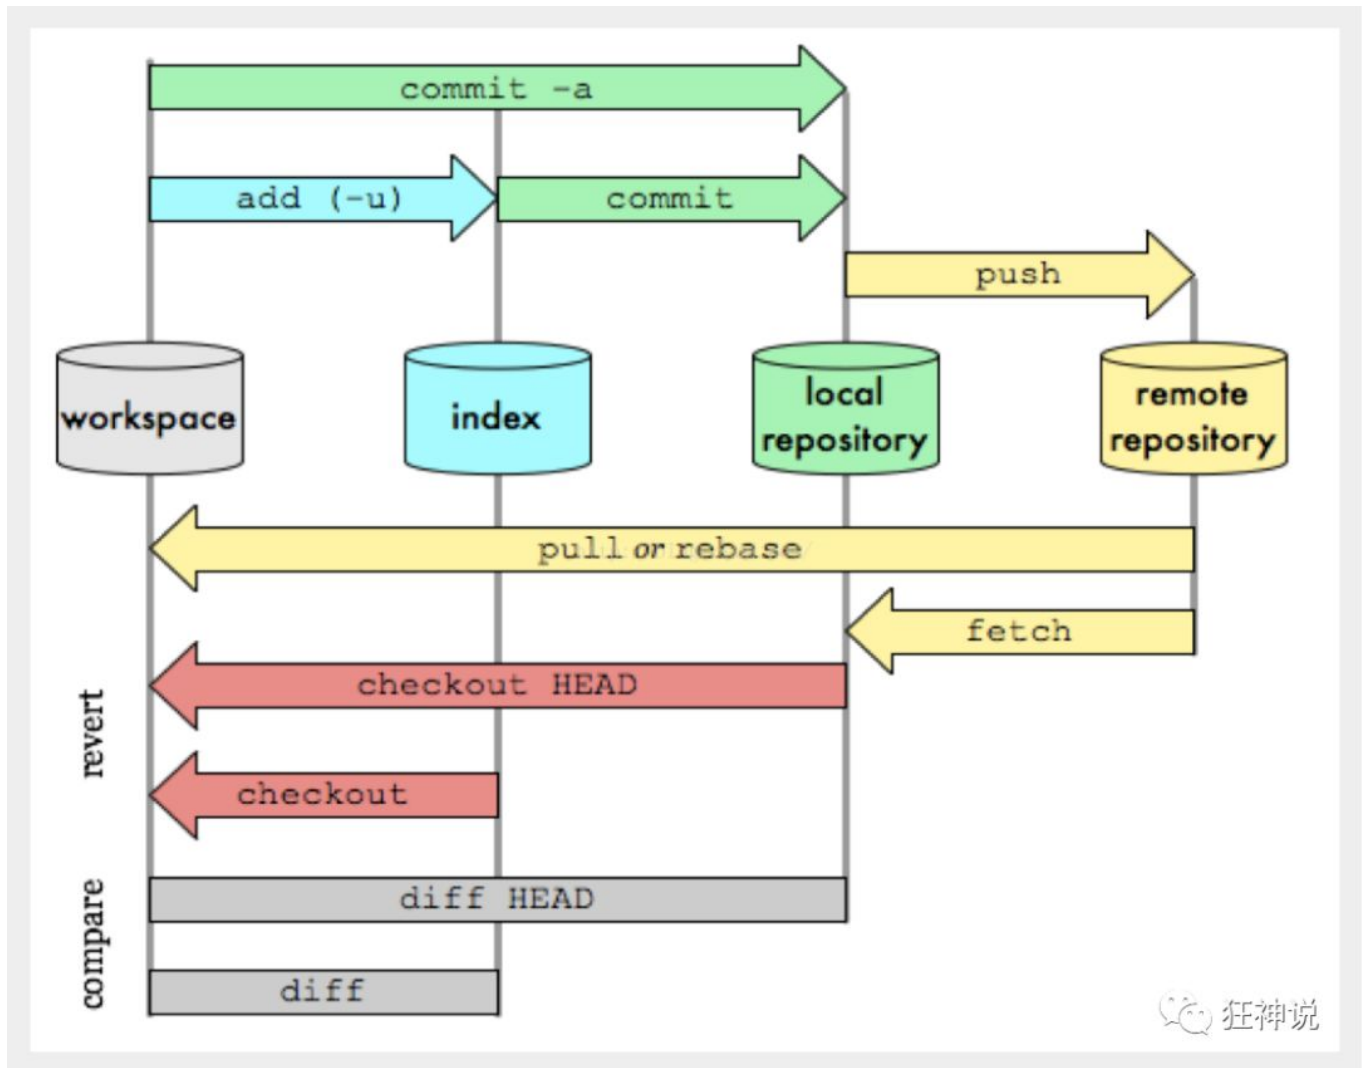 commit -a
add (-u)
commit
push
workspace
index
local
repository
remote
repository
pull or rebase
fetch
revert
checkout HEAD
checkout
compare
diff HEAD
diff
狂神说